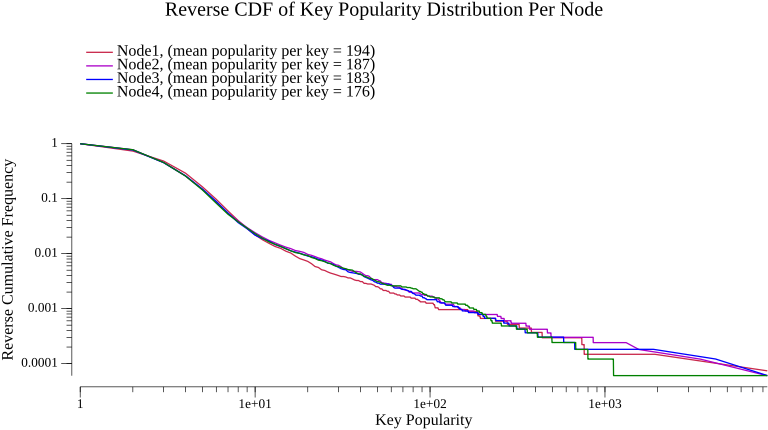 Reverse CDF of Key Popularity Distribution Per Node
Node1, (mean popularity per key = 194)
Node2, (mean popularity per key = 187)
Node3, (mean popularity per key = 183)
Node4, (mean popularity per key = 176)
Reverse Cumulative Frequency
1
0.1
0.01
0.001
0.0001
1 1e+01 1e+02 1e+03
Key Popularity